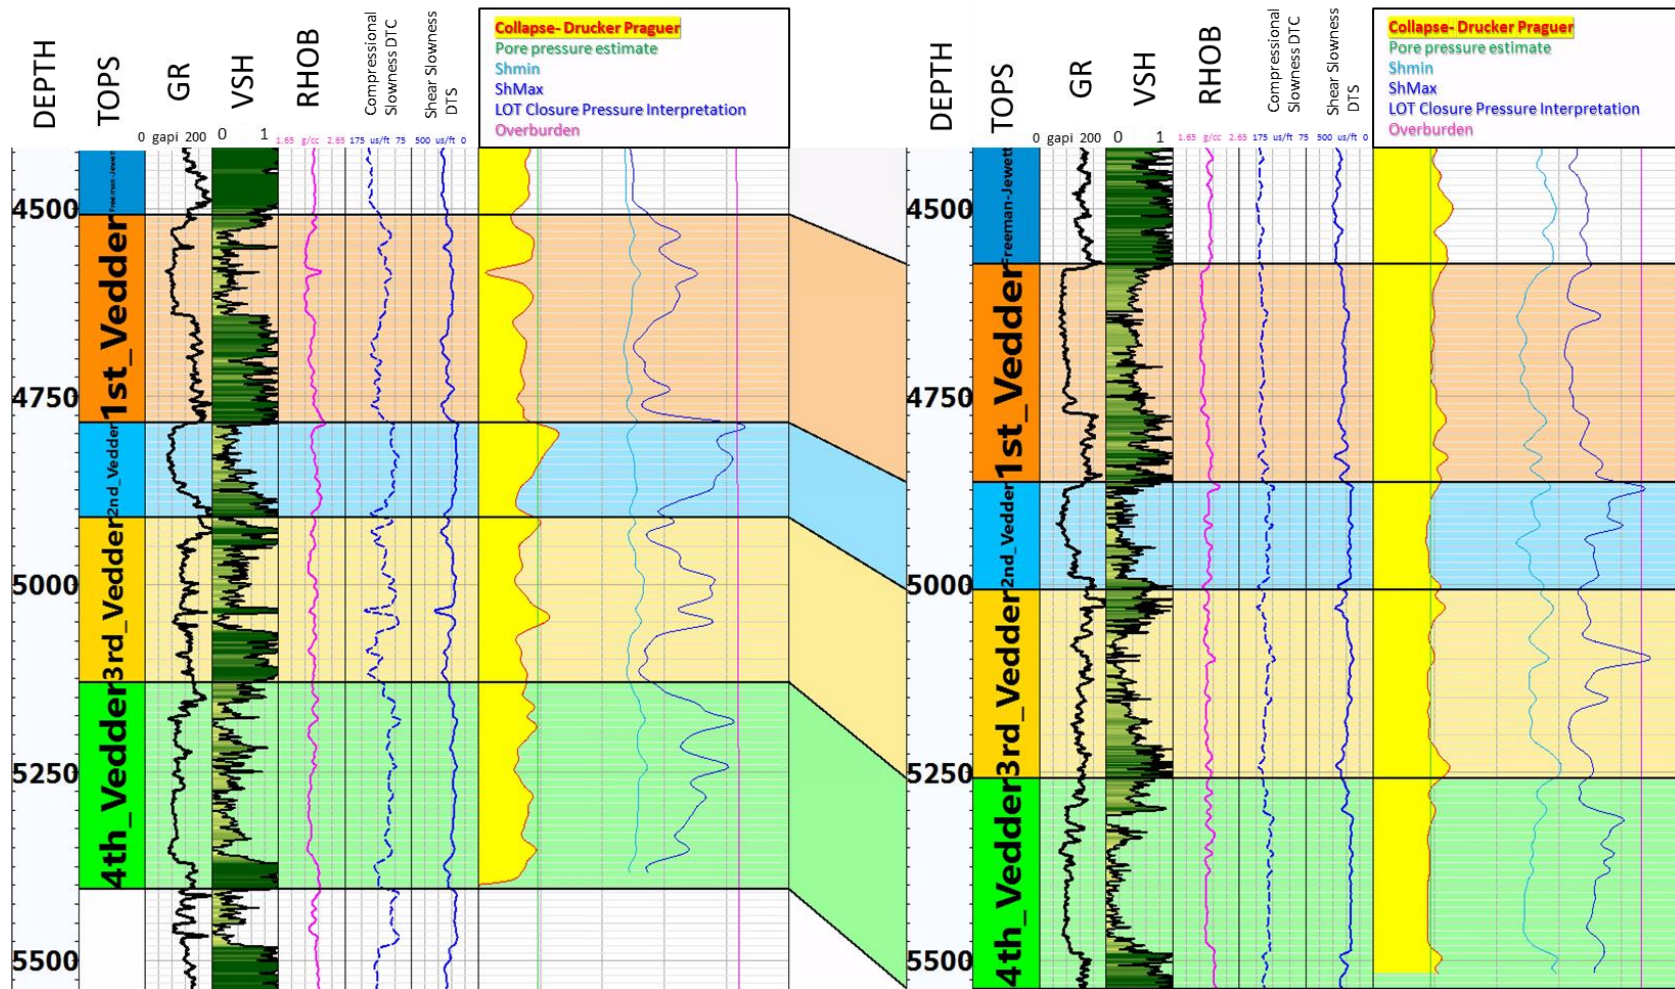 DEPTH
TOPS
GR
VSH
RHOB
Compressional
Slowness DTC
Shear Slowness
DTS
Collapse- Drucker Praguer
Pore pressure estimate
Shmin
ShMax
LOT Closure Pressure Interpretation
Overburden
0 gapi 200
0 1
1.65 g/cc 2.65
175 us/ft 75
500 us/ft 0
Freeman-Jewett
1st_Vedder
2nd_Vedder
3rd_Vedder
4th_Vedder
4500
4750
5000
5250
5500
DEPTH
TOPS
GR
VSH
RHOB
Compressional
Slowness DTC
Shear Slowness
DTS
Collapse- Drucker Praguer
Pore pressure estimate
Shmin
ShMax
LOT Closure Pressure Interpretation
Overburden
0 gapi 200
0 1
1.65 g/cc 2.65
175 us/ft 75
500 us/ft 0
Freeman-Jewett
1st_Vedder
2nd_Vedder
3rd_Vedder
4th_Vedder
4500
4750
5000
5250
5500